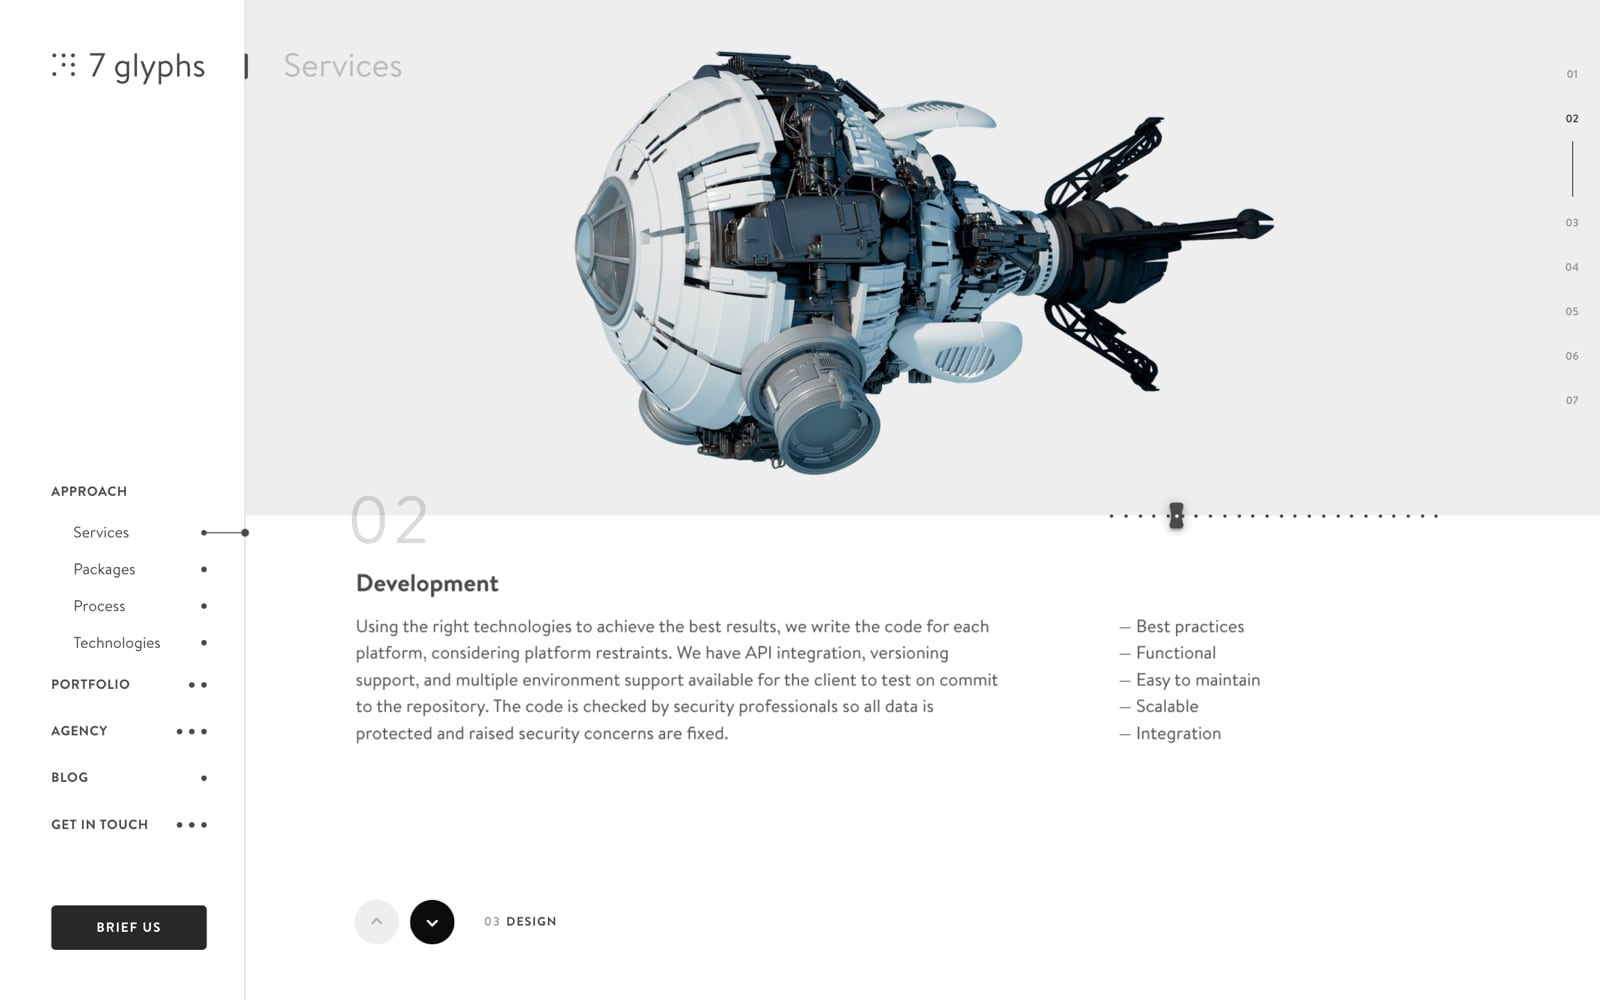 7 glyphs
Services
01
02
03
04
05
06
07
APPROACH
Services
Packages
Process
Technologies
PORTFOLIO
AGENCY
BLOG
GET IN TOUCH
BRIEF US
02
Development
Using the right technologies to achieve the best results, we write the code for each
platform, considering platform restraints. We have API integration, versioning
support, and multiple environment support available for the client to test on commit
to the repository. The code is checked by security professionals so all data is
protected and raised security concerns are fixed.
— Best practices
— Functional
— Easy to maintain
— Scalable
— Integration
03 DESIGN